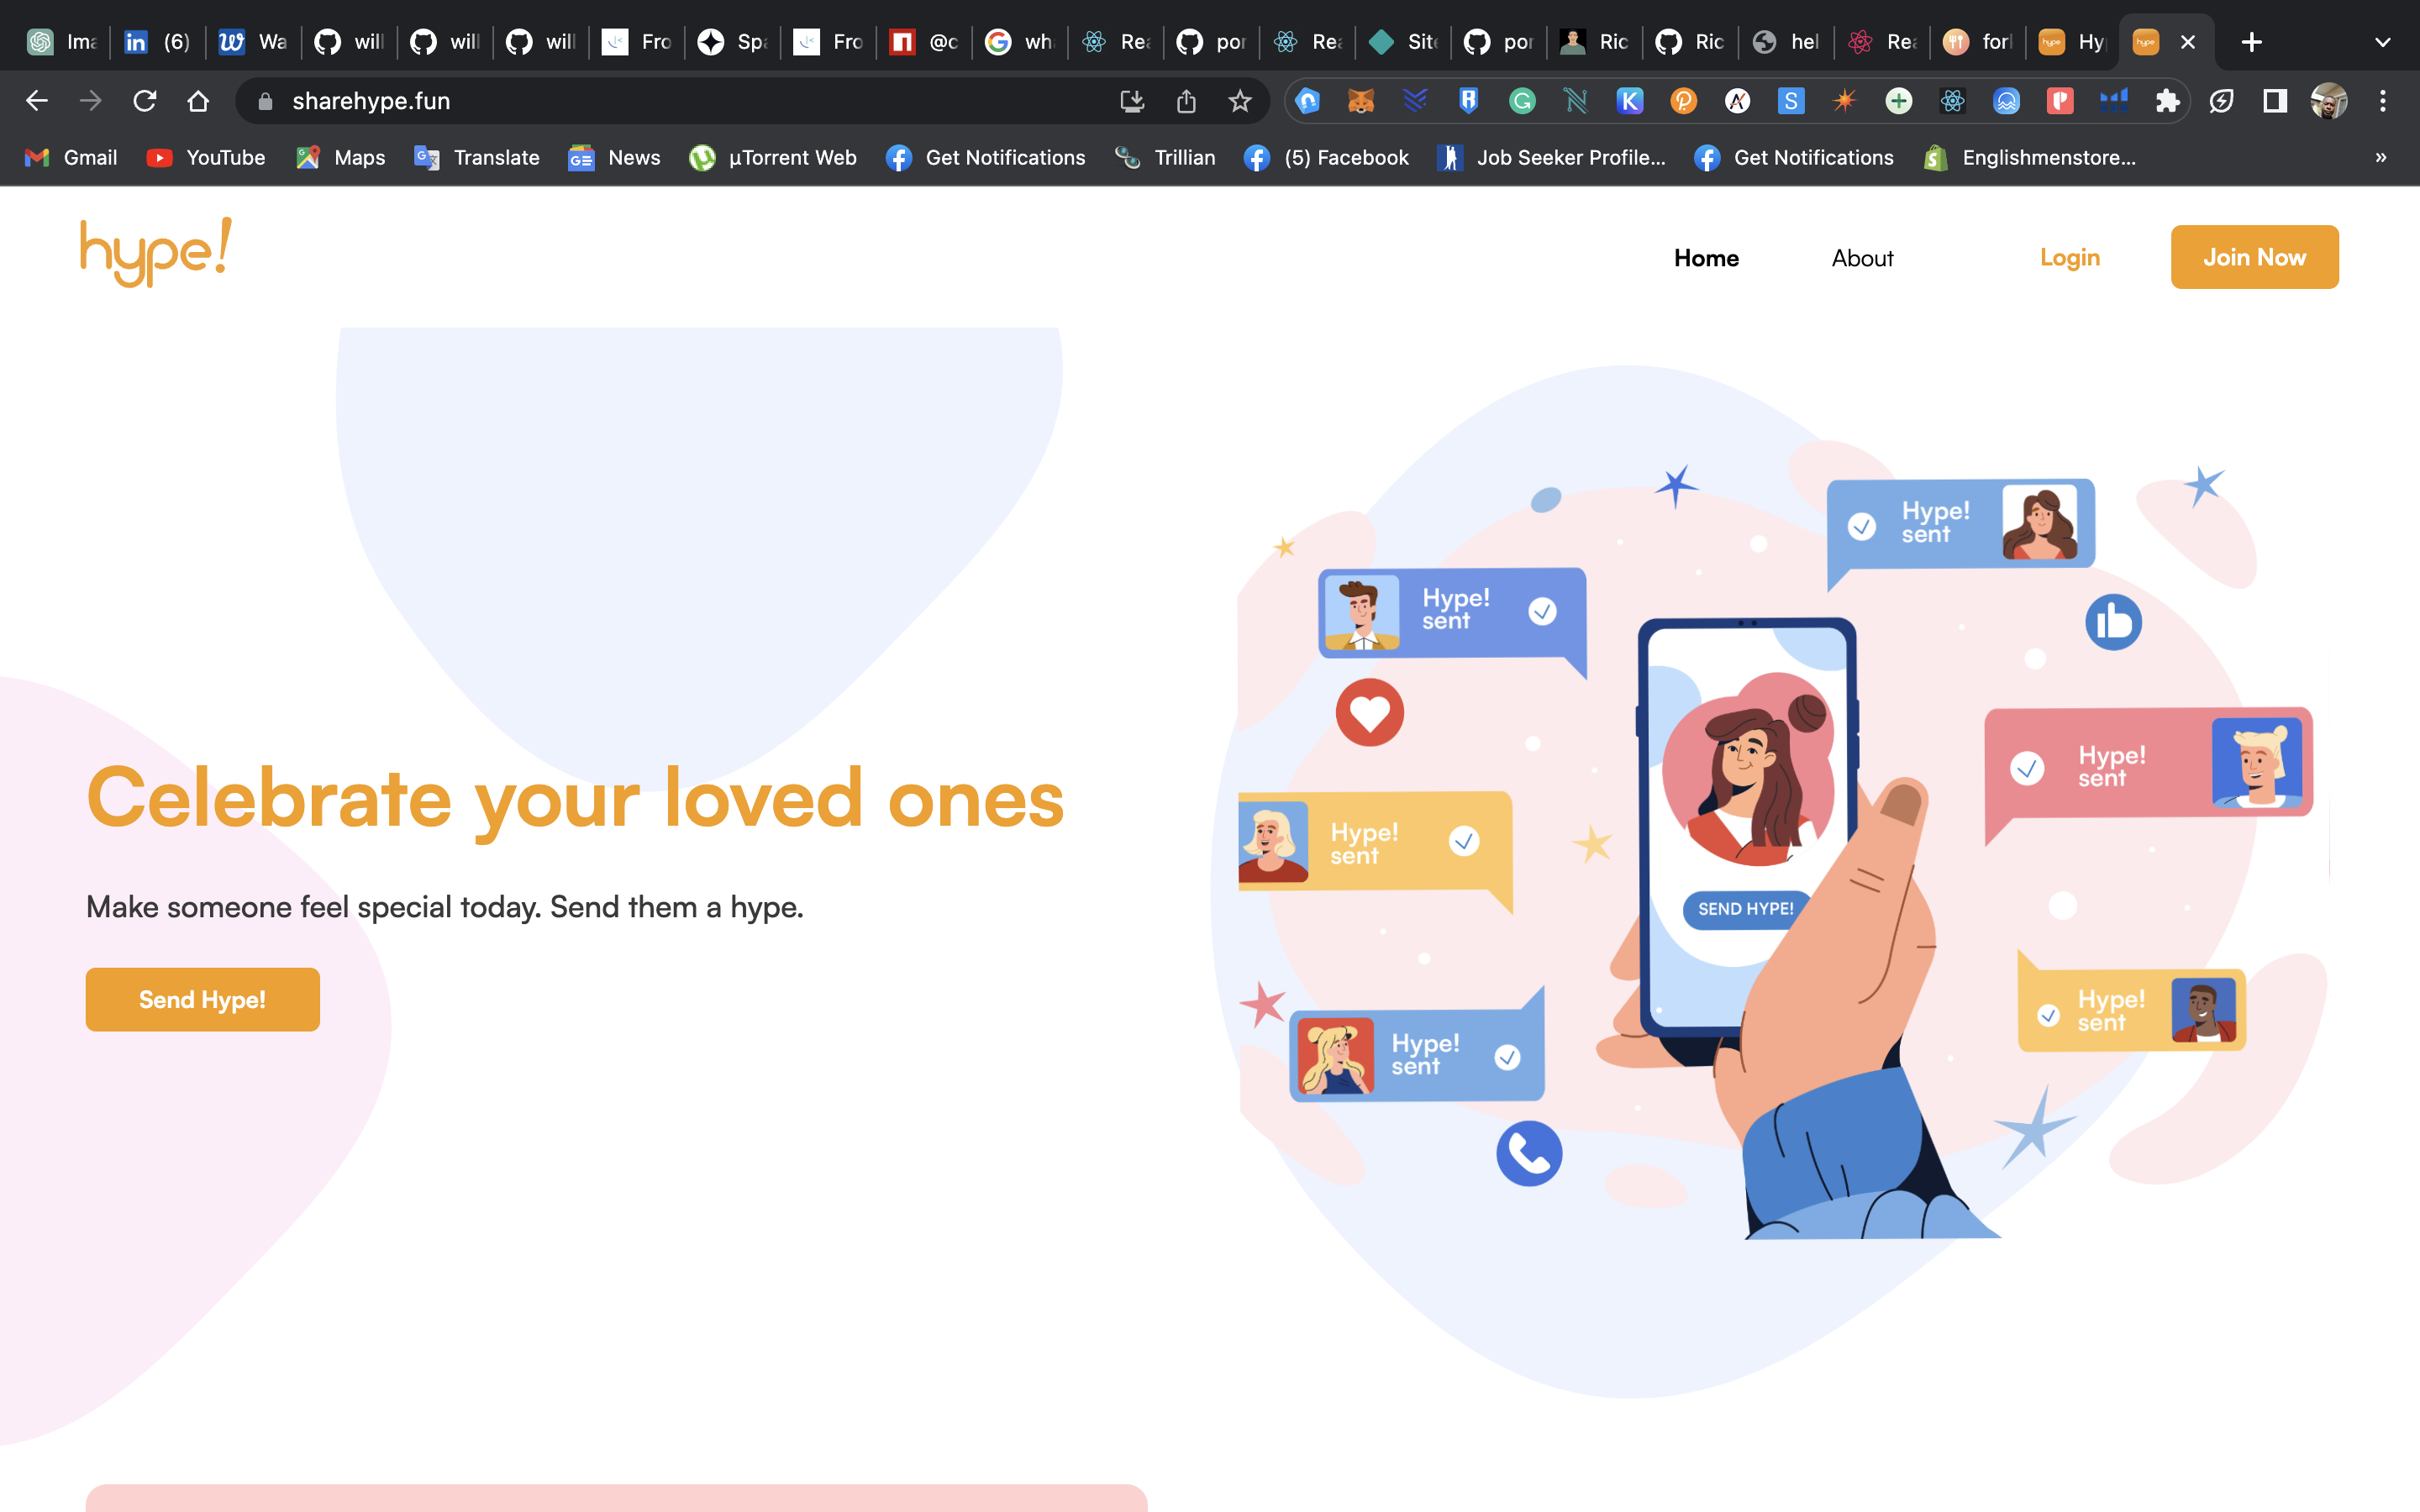 Ima
(6)
Wa
will
will
will
Fro
Spa
Fro
@c
wh
Rea
por
Rea
Site
por
Ric
Ric
hel
Rea
forl
Hy
sharehype.fun
Gmail YouTube Maps Translate News µTorrent Web Get Notifications Trillian (5) Facebook Job Seeker Profile... Get Notifications Englishmenstore... »
hype!
Home About Login Join Now
Celebrate your loved ones
Make someone feel special today. Send them a hype.
Send Hype!
Hype!
sent
Hype!
sent
Hype!
sent
Hype!
sent
SEND HYPE!
Hype!
sent
Hype!
sent